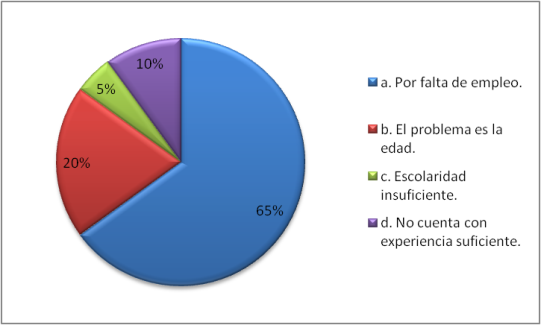 10%
5%
20%
65%
a. Por falta de empleo.
b. El problema es la
edad.
c. Escolaridad
insuficiente.
d. No cuenta con
experiencia suficiente.